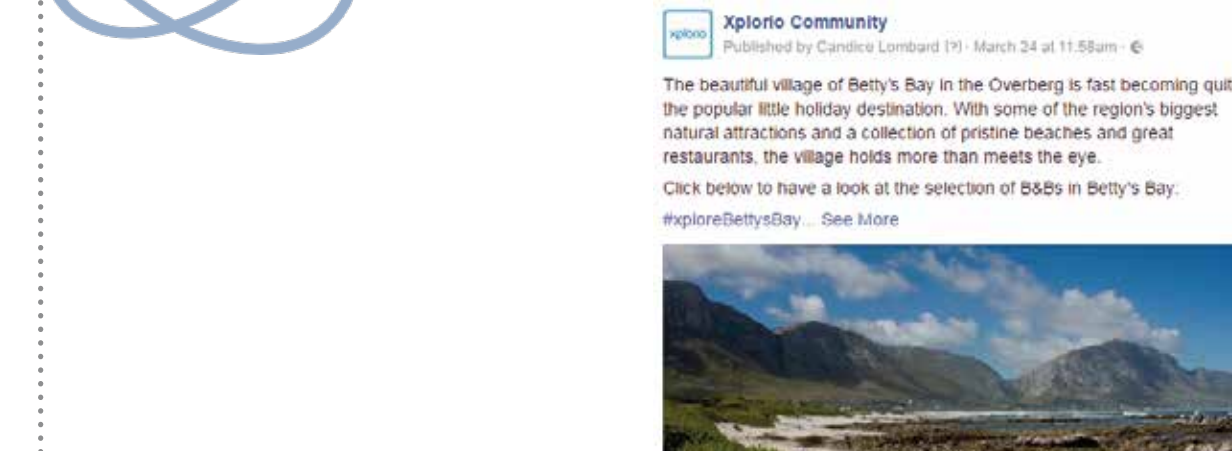 xplorio
Xplorio Community
Published by Candice Lombard [?] · March 24 at 11:58am ·
The beautiful village of Betty's Bay in the Overberg is fast becoming quit
the popular little holiday destination. With some of the region's biggest
natural attractions and a collection of pristine beaches and great
restaurants, the village holds more than meets the eye.
Click below to have a look at the selection of B&Bs in Betty's Bay:
#xploreBettysBay... See More